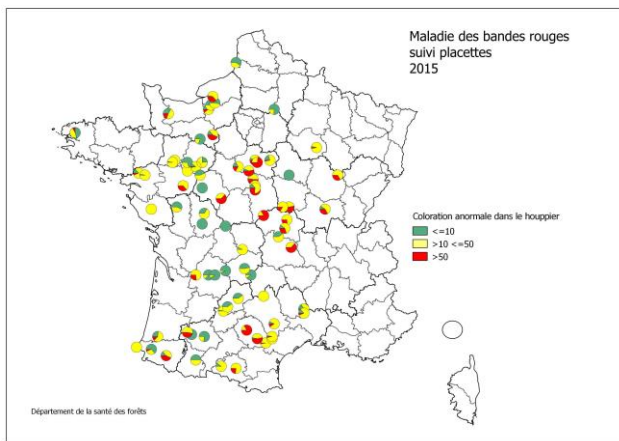 Maladie des bandes rouges
suivi placettes
2015
Coloration anormale dans le houppier
<=10
>10 <=50
>50
Département de la santé des forêts